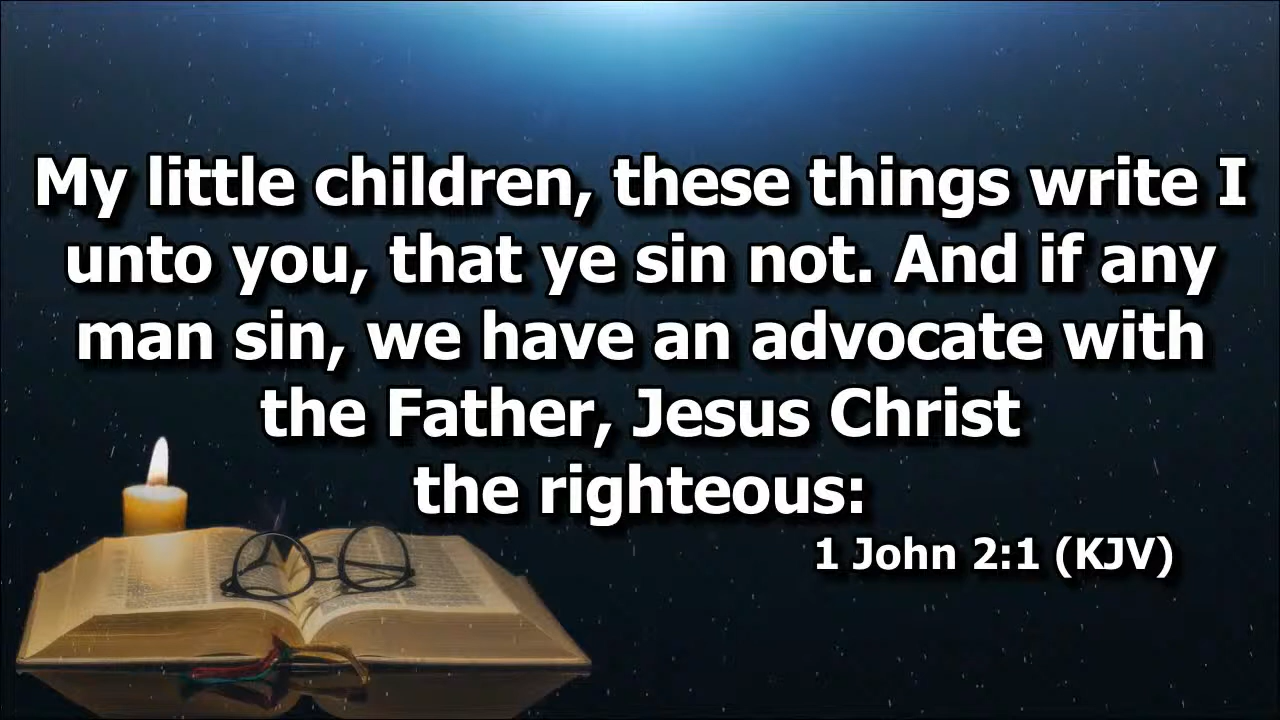 My little children, these things write I
unto you, that ye sin not. And if any
man sin, we have an advocate with
the Father, Jesus Christ
the righteous:
1 John 2:1 (KJV)